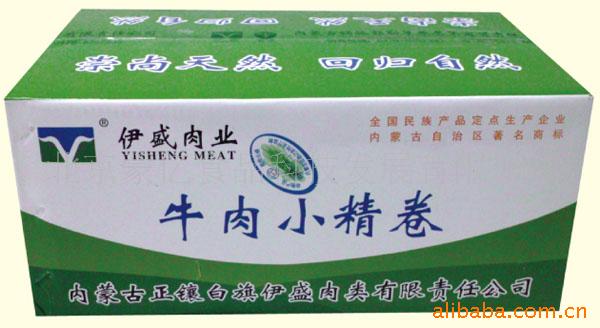 崇尚天然 回归自然
伊盛肉业
®
YISHENG MEAT
全国民族产品定点生产企业
内蒙古自治区著名商标
牛肉小精卷
内蒙古正镶白旗伊盛肉类有限责任公司
alibaba.com.cn